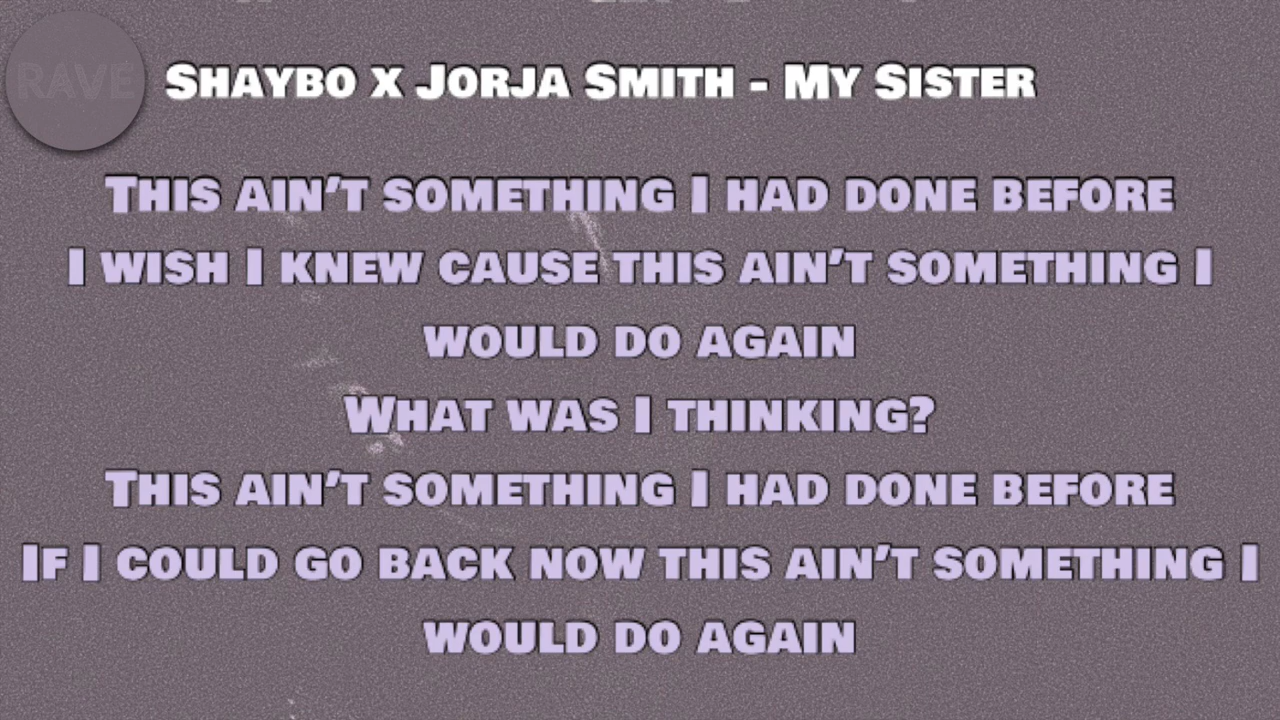 RAVE
Shaybo x Jorja Smith - My Sister
This ain't something I had done before
I wish I knew cause this ain't something I
would do again
What was I thinking?
This ain't something I had done before
If I could go back now this ain't something I
would do again